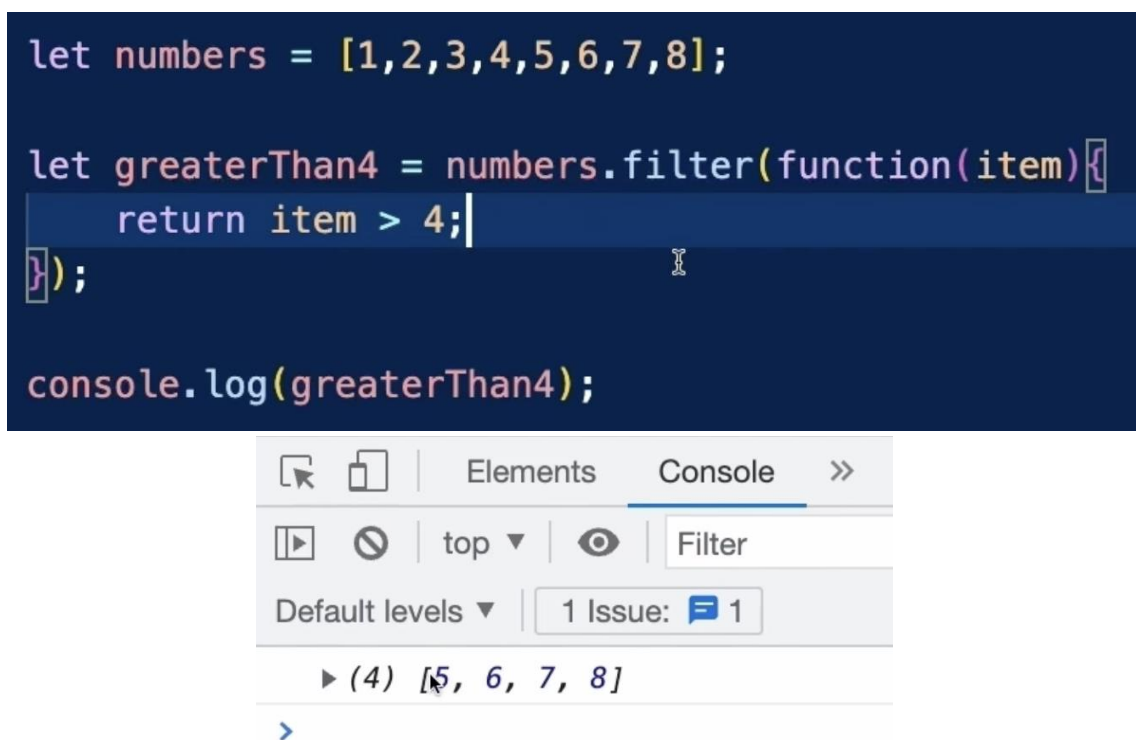 let numbers = [1,2,3,4,5,6,7,8];
let greaterThan4 = numbers.filter(function(item){
return item > 4;
});
console.log(greaterThan4);
Elements Console
top Filter
Default levels 1 Issue: 1
(4) [5, 6, 7, 8]